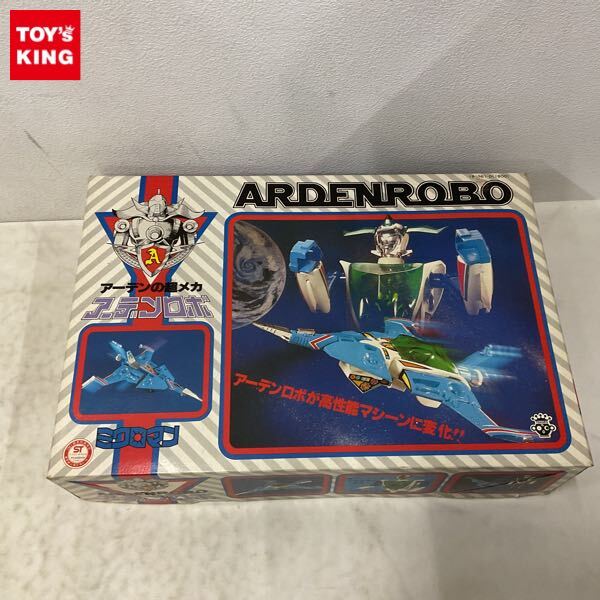 TOY's
KING
ARDENROBO
A
アーデンの超メカ
アーデンロボ
アーデンロボが高性能マシーンに変化!!
ミクロマン
ST